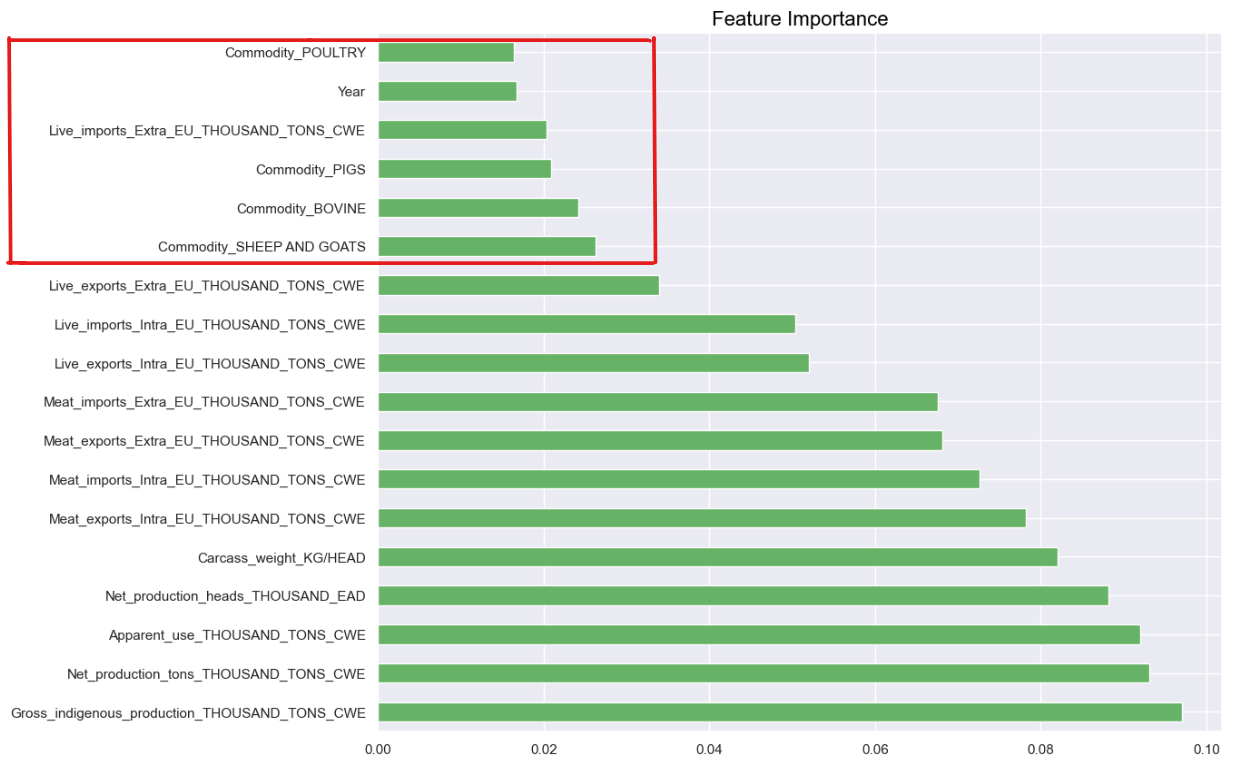 Feature Importance
Commodity_POULTRY
Year
Live_imports_Extra_EU_THOUSAND_TONS_CWE
Commodity_PIGS
Commodity_BOVINE
Commodity_SHEEP AND GOATS
Live_exports_Extra_EU_THOUSAND_TONS_CWE
Live_imports_Intra_EU_THOUSAND_TONS_CWE
Live_exports_Intra_EU_THOUSAND_TONS_CWE
Meat_imports_Extra_EU_THOUSAND_TONS_CWE
Meat_exports_Extra_EU_THOUSAND_TONS_CWE
Meat_imports_Intra_EU_THOUSAND_TONS_CWE
Meat_exports_Intra_EU_THOUSAND_TONS_CWE
Carcass_weight_KG/HEAD
Net_production_heads_THOUSAND_EAD
Apparent_use_THOUSAND_TONS_CWE
Net_production_tons_THOUSAND_TONS_CWE
Gross_indigenous_production_THOUSAND_TONS_CWE
0.00 0.02 0.04 0.06 0.08 0.10